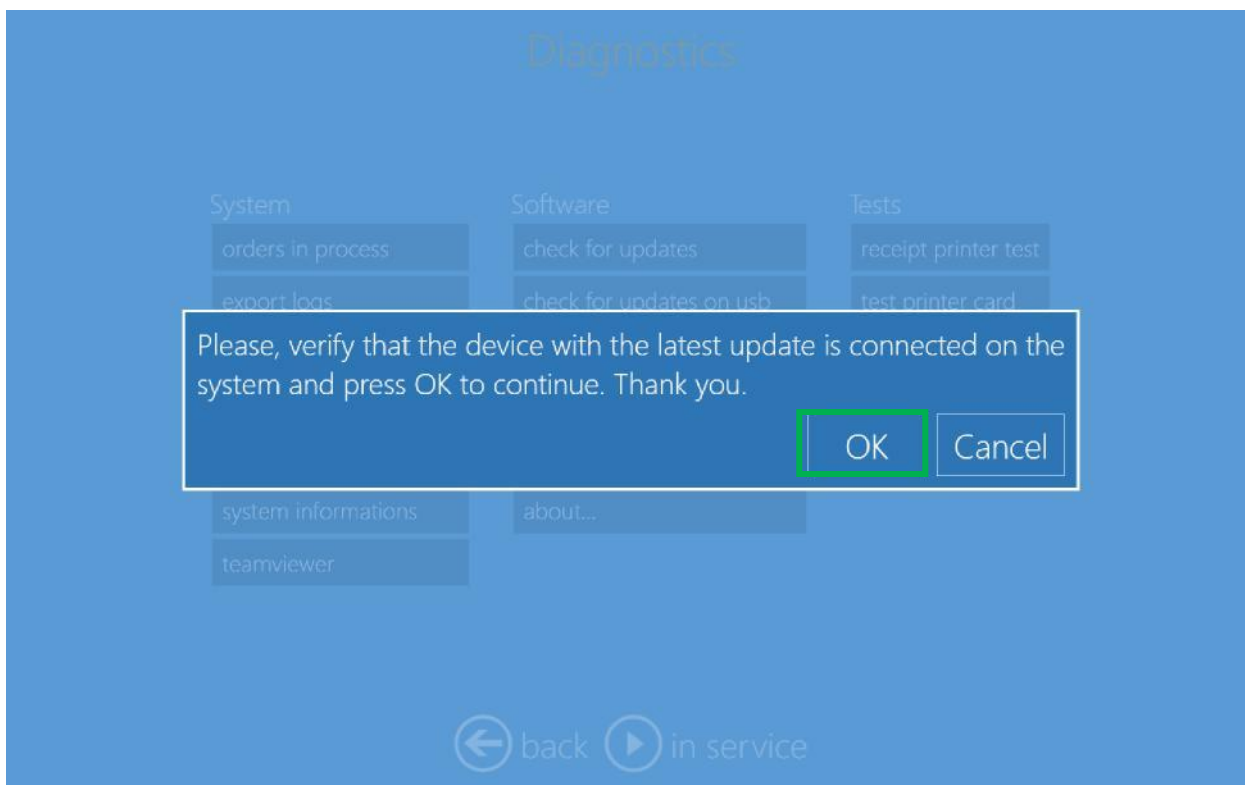 Diagnostics
System Software Tests
orders in process check for updates receipt printer test
export logs check for updates on usb test printer card
Please, verify that the device with the latest update is connected on the
system and press OK to continue. Thank you.
OK Cancel
system informations about...
teamviewer
back in service